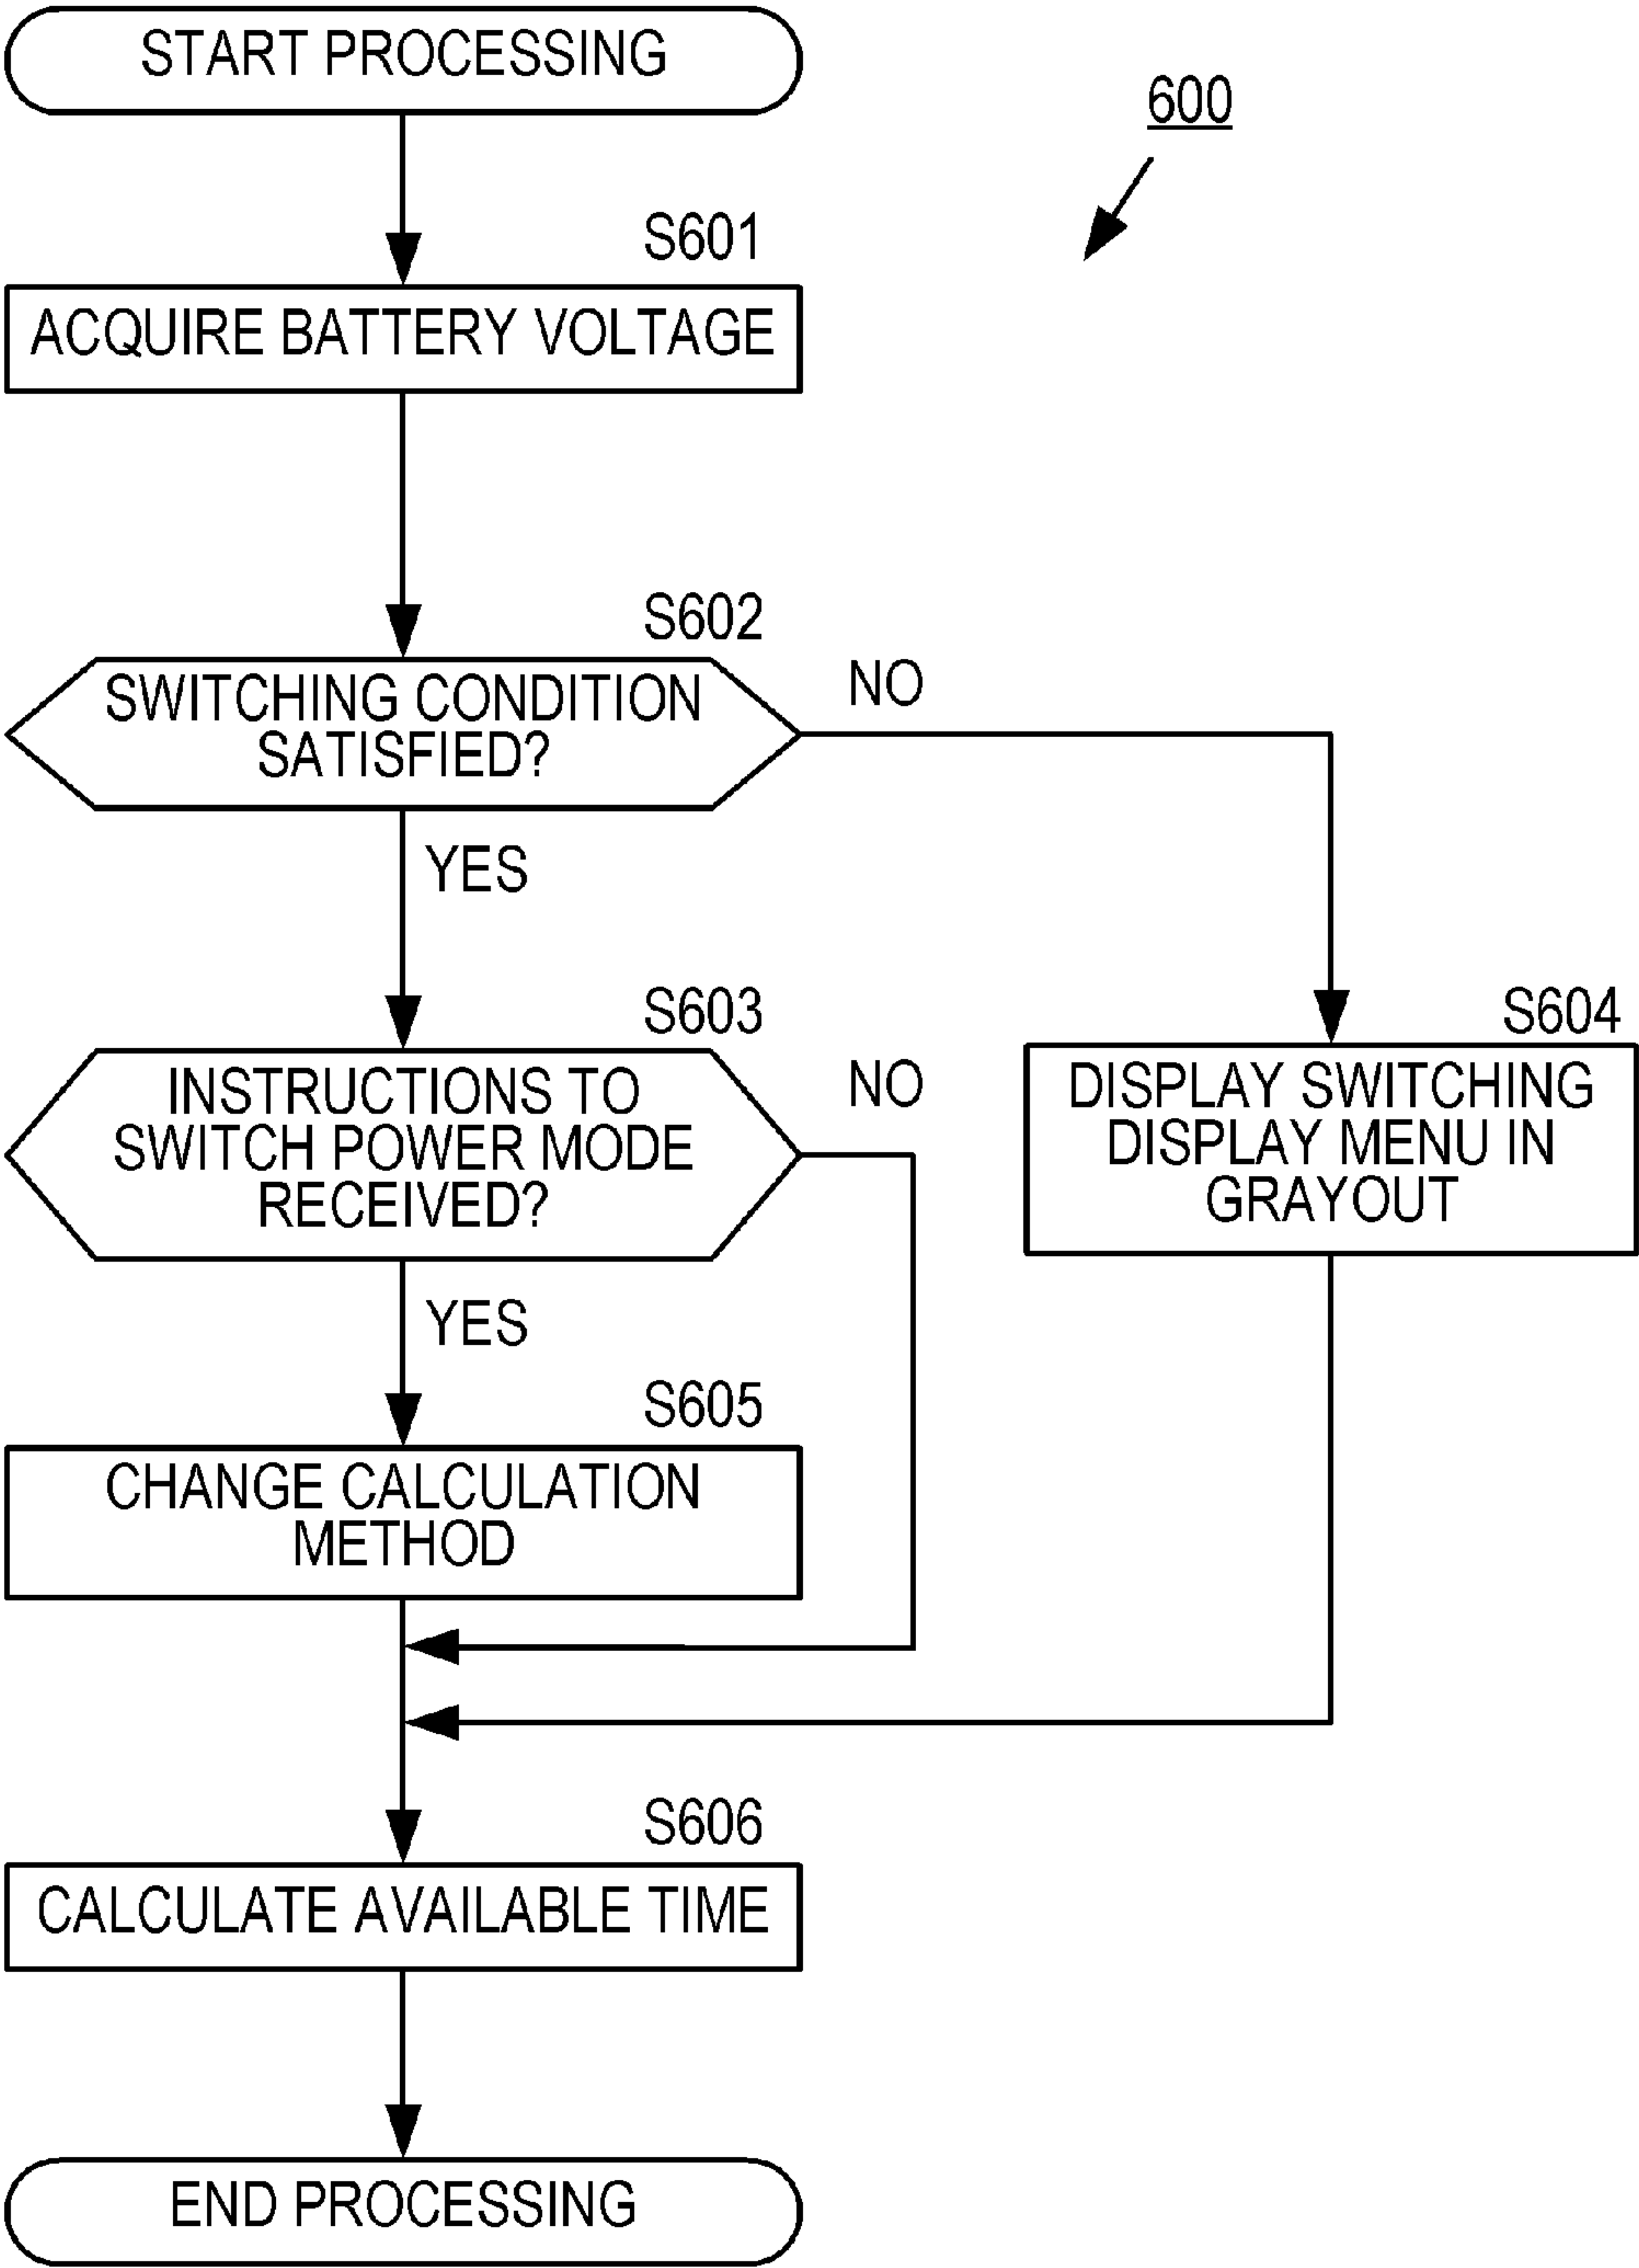 START PROCESSING
600
S601
ACQUIRE BATTERY VOLTAGE
S602
SWITCHING CONDITION
SATISFIED?
NO
YES
S603
INSTRUCTIONS TO
SWITCH POWER MODE
RECEIVED?
NO
S604
DISPLAY SWITCHING
DISPLAY MENU IN
GRAYOUT
YES
S605
CHANGE CALCULATION
METHOD
S606
CALCULATE AVAILABLE TIME
END PROCESSING